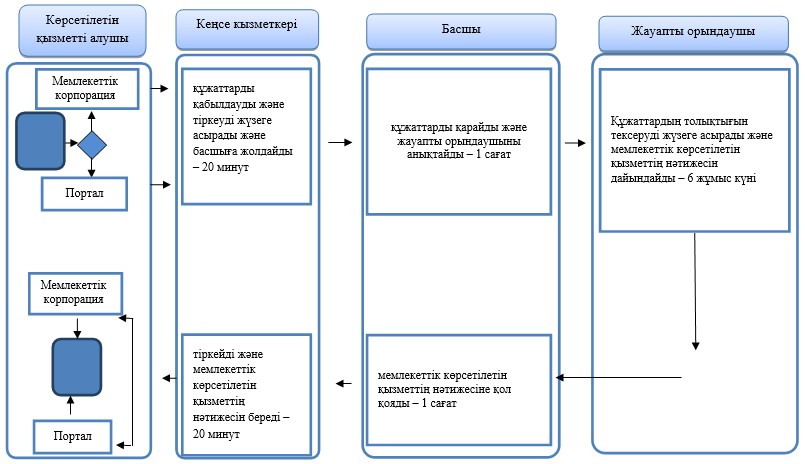 Көрсетілетін
қызметті алушы
Кеңсе қызметкері
Басшы
Жауапты орындаушы
Мемлекеттік
корпорация
Портал
құжаттарды
қабылдауды және
тіркеуді жүзеге
асырады және
басшыға жолдайды
– 20 минут
құжаттарды қарайды және
жауапты орындаушыны
анықтайды – 1 сағат
Құжаттардың толықтығын
тексеруді жүзеге асырады және
мемлекеттік көрсетілетін
қызметтің нәтижесін
дайындайды – 6 жұмыс күні
Мемлекеттік
корпорация
Портал
тіркейді және
мемлекеттік
көрсетілетін
қызметтің
нәтижесін береді –
20 минут
мемлекеттік көрсетілетін
қызметтің нәтижесіне қол
қояды – 1 сағат